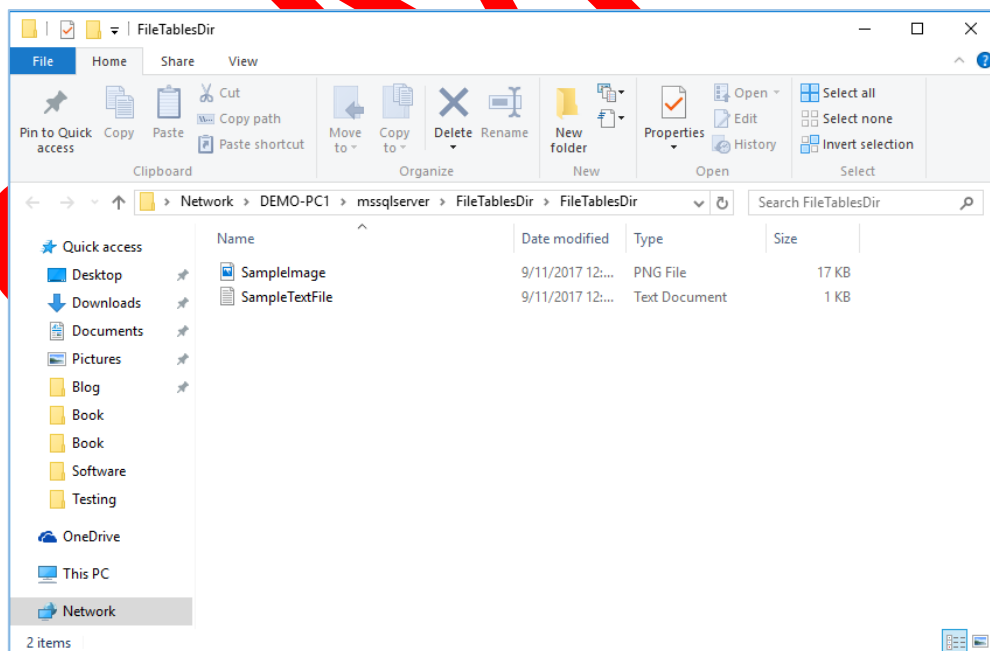 FileTablesDir
File Home Share View
Pin to Quick access
Copy
Paste
Cut
Copy path
Paste shortcut
Clipboard
Move to
Copy to
Delete
Rename
Organize
New folder
New
Properties
Open
Edit
History
Open
Select all
Select none
Invert selection
Select
Network > DEMO-PC1 > mssqlserver > FileTablesDir > FileTablesDir
Search FileTablesDir
Name Date modified Type Size
SampleImage 9/11/2017 12:... PNG File 17 KB
SampleTextFile 9/11/2017 12:... Text Document 1 KB
Quick access
Desktop
Downloads
Documents
Pictures
Blog
Book
Book
Software
Testing
OneDrive
This PC
Network
2 items